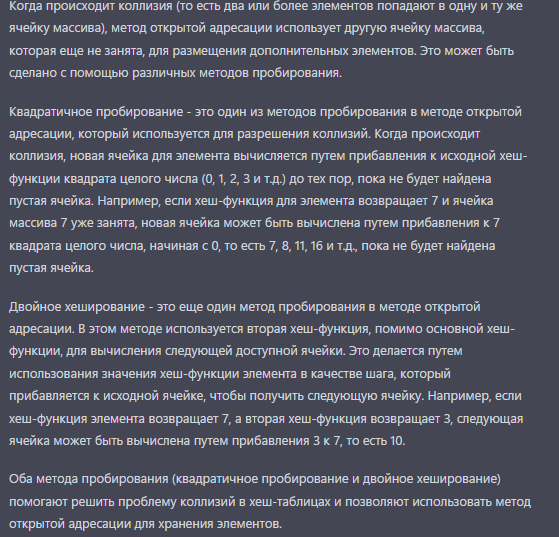 Когда происходит коллизия (то есть два или более элементов попадают в одну и ту же
ячейку массива), метод открытой адресации использует другую ячейку массива,
которая еще не занята, для размещения дополнительных элементов. Это может быть
сделано с помощью различных методов пробирования.
Квадратичное пробирование - это один из методов пробирования в методе открытой
адресации, который используется для разрешения коллизий. Когда происходит
коллизия, новая ячейка для элемента вычисляется путем прибавления к исходной хеш-
функции квадрата целого числа (0, 1, 2, 3 и т.д.) до тех пор, пока не будет найдена
пустая ячейка. Например, если хеш-функция для элемента возвращает 7 и ячейка
массива 7 уже занята, новая ячейка может быть вычислена путем прибавления к 7
квадрата целого числа, начиная с 0, то есть 7, 8, 11, 16 и т.д., пока не будет найдена
пустая ячейка.
Двойное хеширование - это еще один метод пробирования в методе открытой
адресации. В этом методе используется вторая хеш-функция, помимо основной хеш-
функции, для вычисления следующей доступной ячейки. Это делается путем
использования значения хеш-функции элемента в качестве шага, который
прибавляется к исходной ячейке, чтобы получить следующую ячейку. Например, если
хеш-функция элемента возвращает 7, а вторая хеш-функция возвращает 3, следующая
ячейка может быть вычислена путем прибавления 3 к 7, то есть 10.
Оба метода пробирования (квадратичное пробирование и двойное хеширование)
помогают решить проблему коллизий в хеш-таблицах и позволяют использовать метод
открытой адресации для хранения элементов.